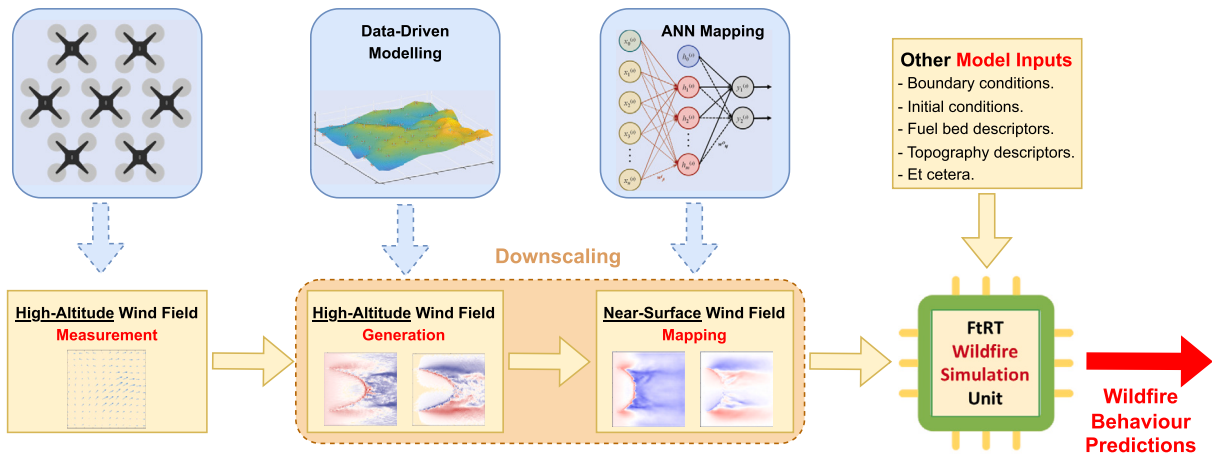 Data-Driven
Modelling
ANN Mapping
Other Model Inputs
- Boundary conditions.
- Initial conditions.
- Fuel bed descriptors.
- Topography descriptors.
- Et cetera.
Downscaling
High-Altitude Wind Field
Measurement
High-Altitude Wind Field
Generation
Near-Surface Wind Field
Mapping
FtRT
Wildfire
Simulation
Unit
Wildfire
Behaviour
Predictions